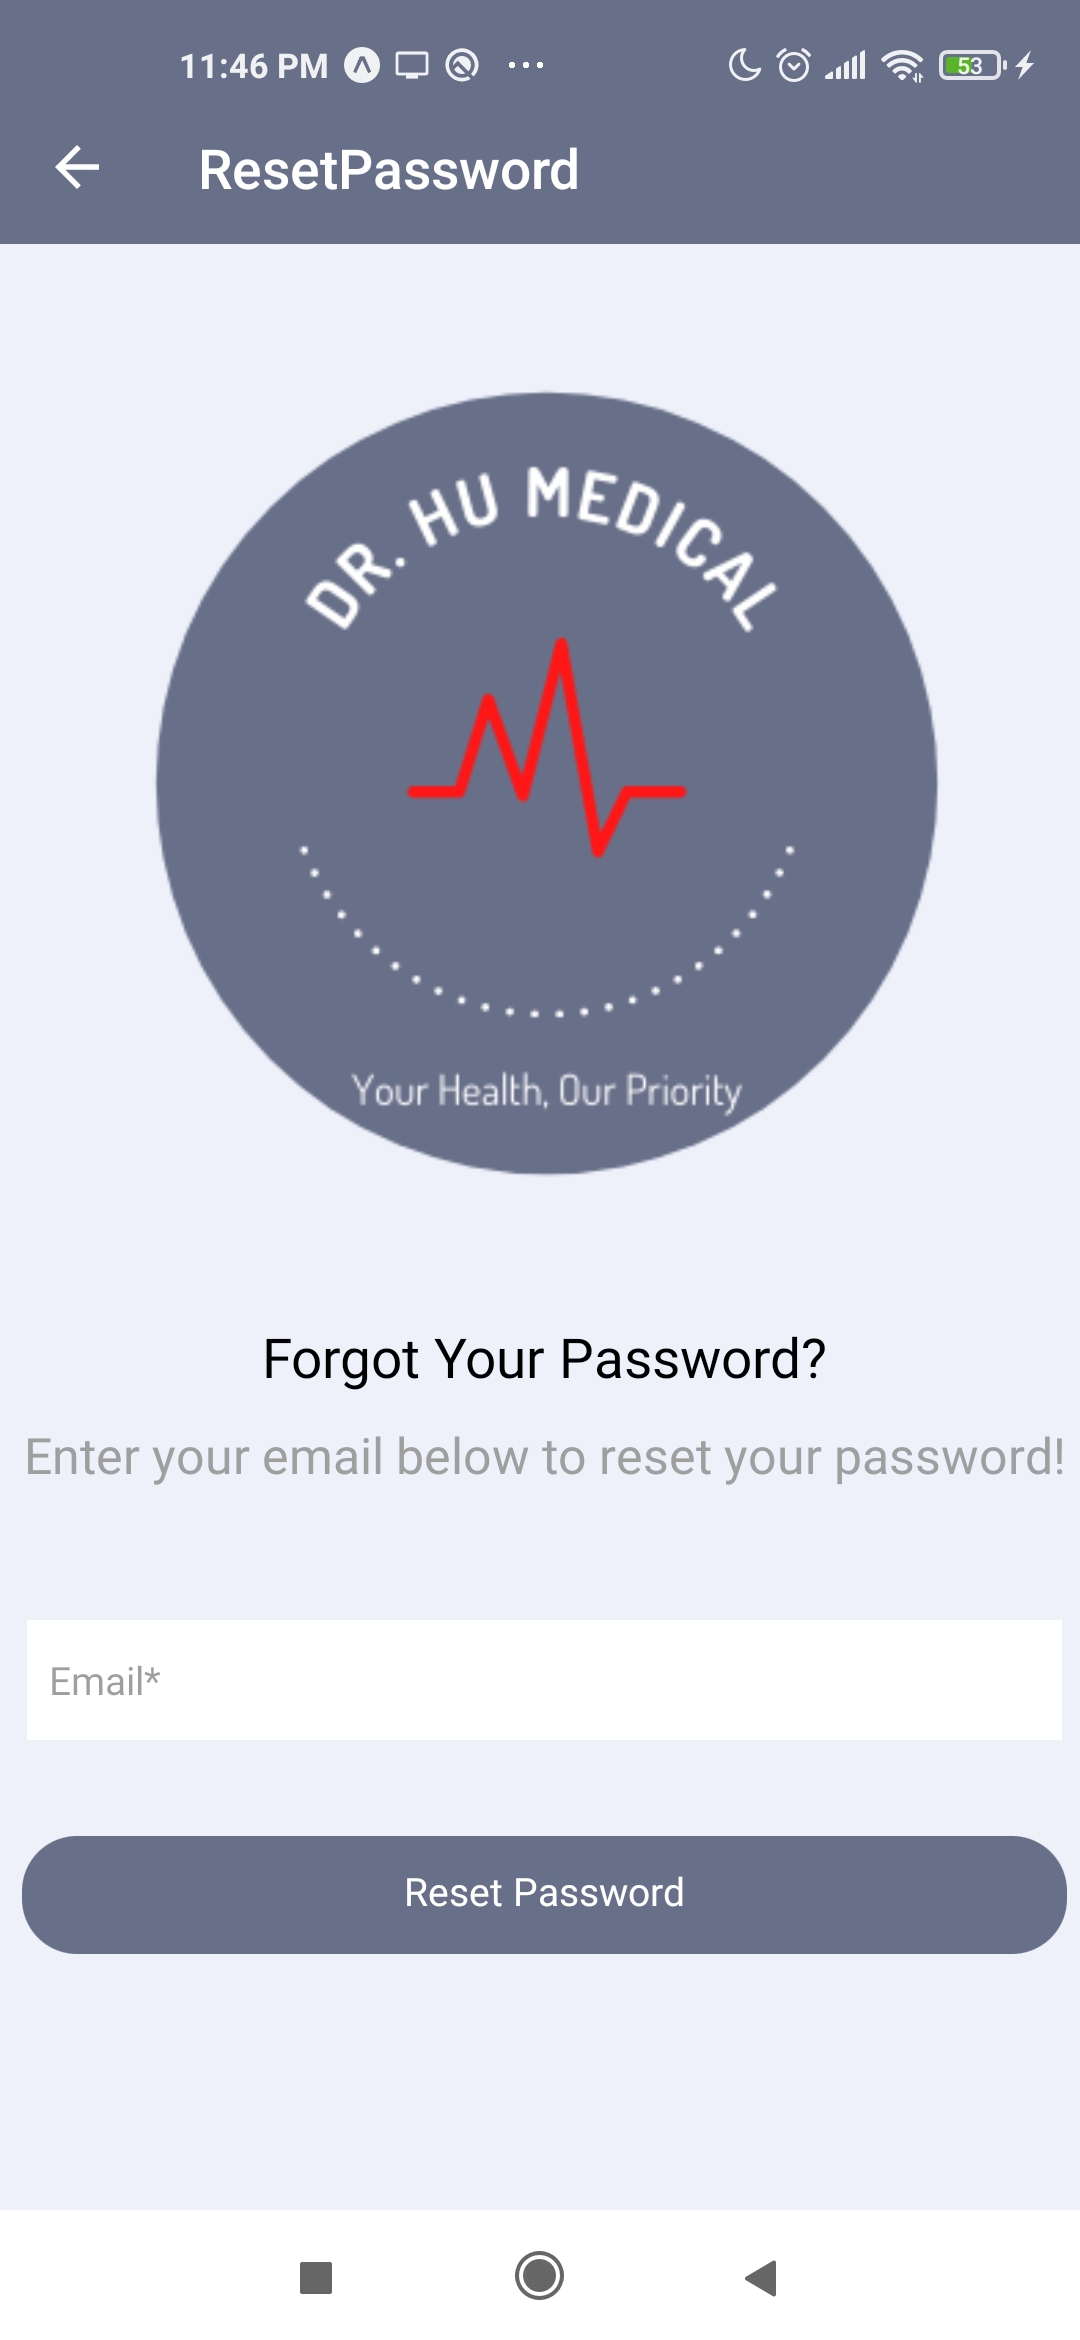 11:46 PM
53
ResetPassword
DR. HU MEDICAL
Your Health, Our Priority
Forgot Your Password?
Enter your email below to reset your password!
Email*
Reset Password